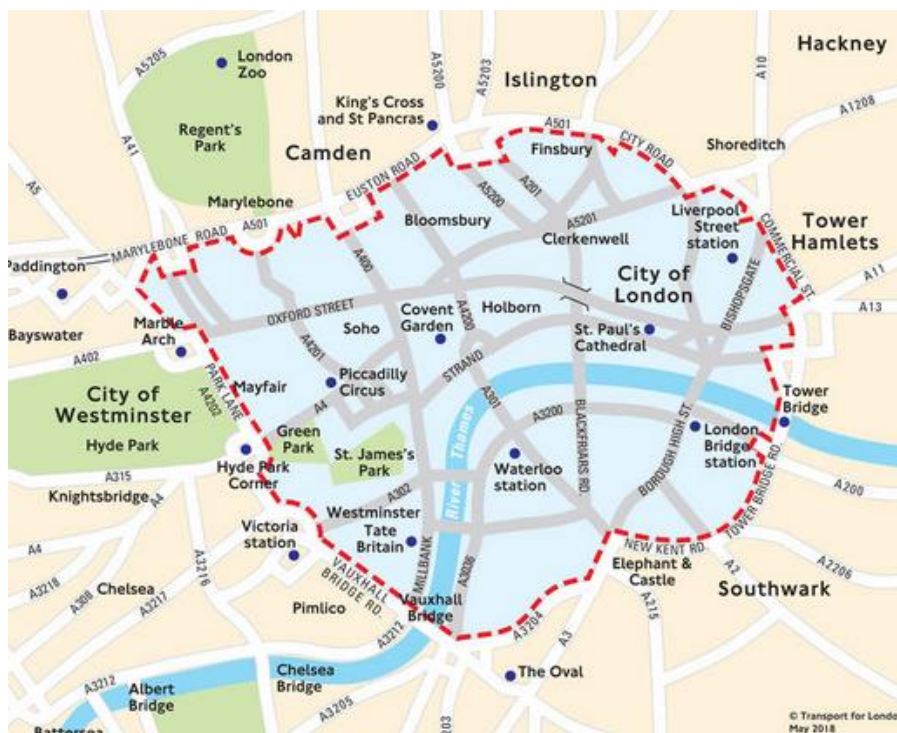 Hackney
A5205
London
Zoo
A41
A5200
A5203
Islington
A10
A1208
King's Cross
and St Pancras
Regent's
Park
A501
CITY ROAD
Finsbury
Shoreditch
Camden
EUSTON ROAD
A5
Marylebone
A501
MARYLEBONE ROAD
Bloomsbury
A5200
A201
A5201
Clerkenwell
Liverpool
Street
station
COMMERCIAL ST.
Tower
Hamlets
A400
Paddington
City of
London
BISHOPSGATE
A11
A13
OXFORD STREET
Soho
Covent
Garden
A4200
Holborn
Bayswater
Marble
Arch
St. Paul's
Cathedral
A402
A4201
STRAND
PARK LANE
A4202
Mayfair
Piccadilly
Circus
A4
City of
Westminster
Hyde Park
Green
Park
St. James's
Park
River Thames
A301
A3200
BLACKFRIARS RD.
BOROUGH HIGH ST.
Tower
Bridge
London
Bridge
station
TOWER BRIDGE RD.
A200
A315
Hyde Park
Corner
Knightsbridge
A4
Waterloo
station
A302
Victoria
station
Westminster
Tate
Britain
MILLBANK
A3036
NEW KENT RD
Elephant &
Castle
A2
A2206
Southwark
A4
A3218
A308
A3217
A3216
Chelsea
VAUXHALL
BRIDGE RD.
Pimlico
Vauxhall
Bridge
A3212
A3204
A3
A215
The Oval
A3212
Albert
Bridge
Chelsea
Bridge
A3205
Battersea
203
© Transport for Londo
May 2018